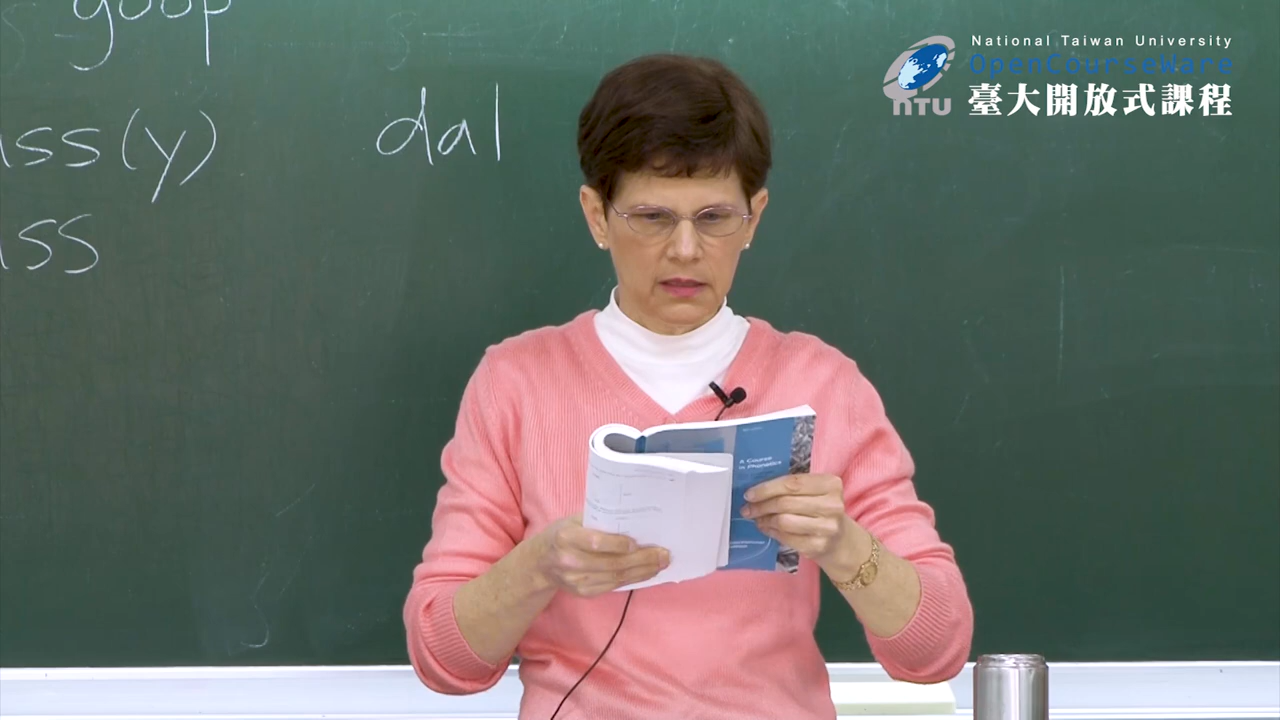 goop
ss(y)
dal
ss
National Taiwan University
OpenCourseWare
NTU
臺大開放式課程
A Course
in Phonetics